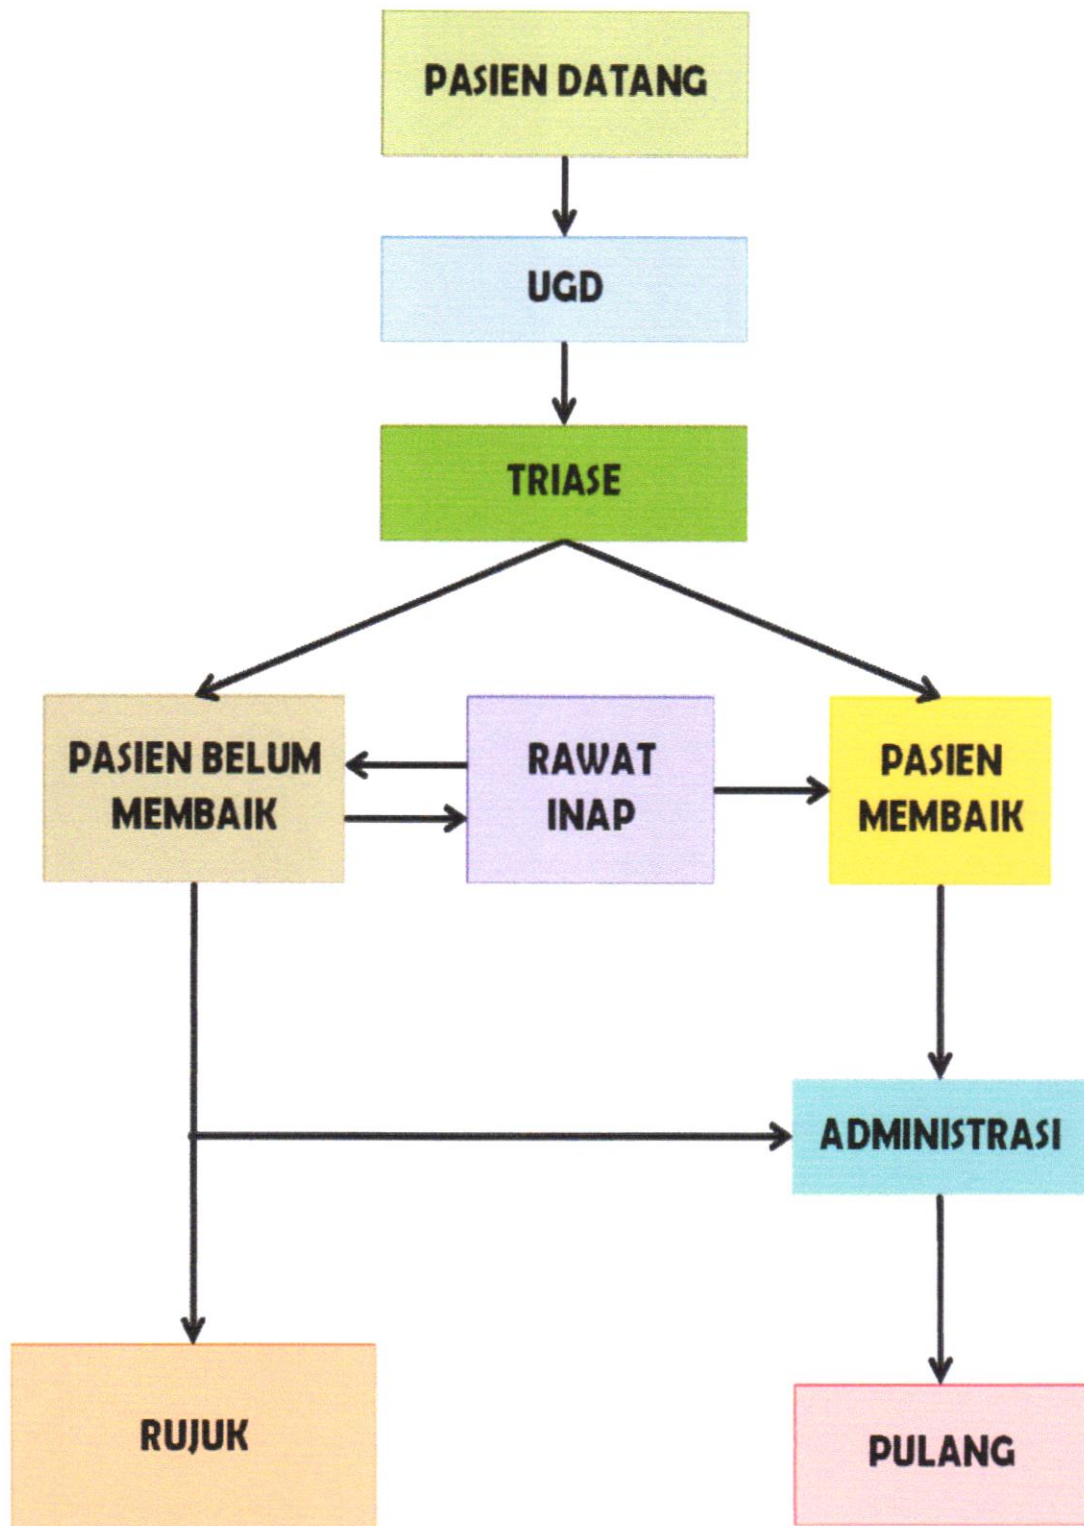 PASIEN DATANG
UGD
TRIASE
PASIEN BELUM
MEMBAIK
RAWAT
INAP
PASIEN
MEMBAIK
ADMINISTRASI
RUJUK
PULANG